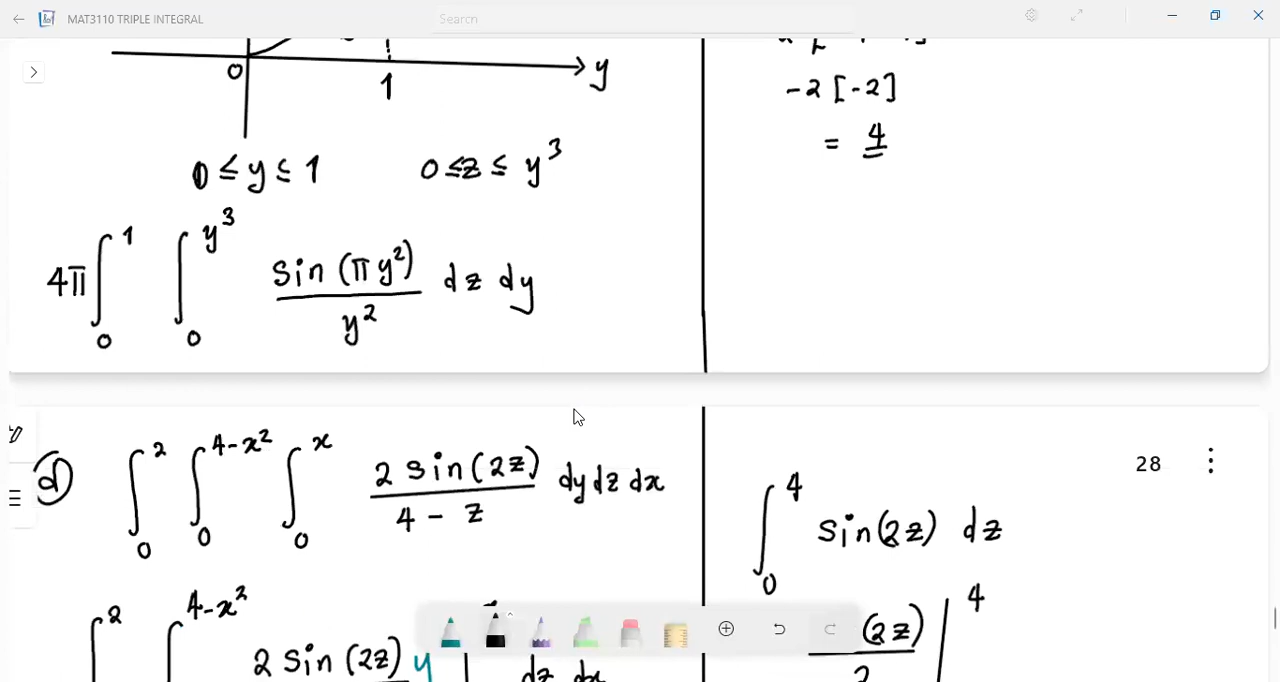 MAT3110 TRIPLE INTEGRAL
Search
0
1
y
0 ≤ y ≤ 1 0 ≤ z ≤ y³
4π ∫₀¹ ∫₀^{y³} sin(πy²)/y² dz dy
-2[-2]
= 4
d) ∫₀² ∫₀^{4-x²} ∫₀^x 2 sin(2z)/(4 - z) dy dz dx
∫² ∫^{4-x²} 2 sin(2z) y dz dx
28
∫₀⁴ sin(2z) dz
(2z)/2 |⁴